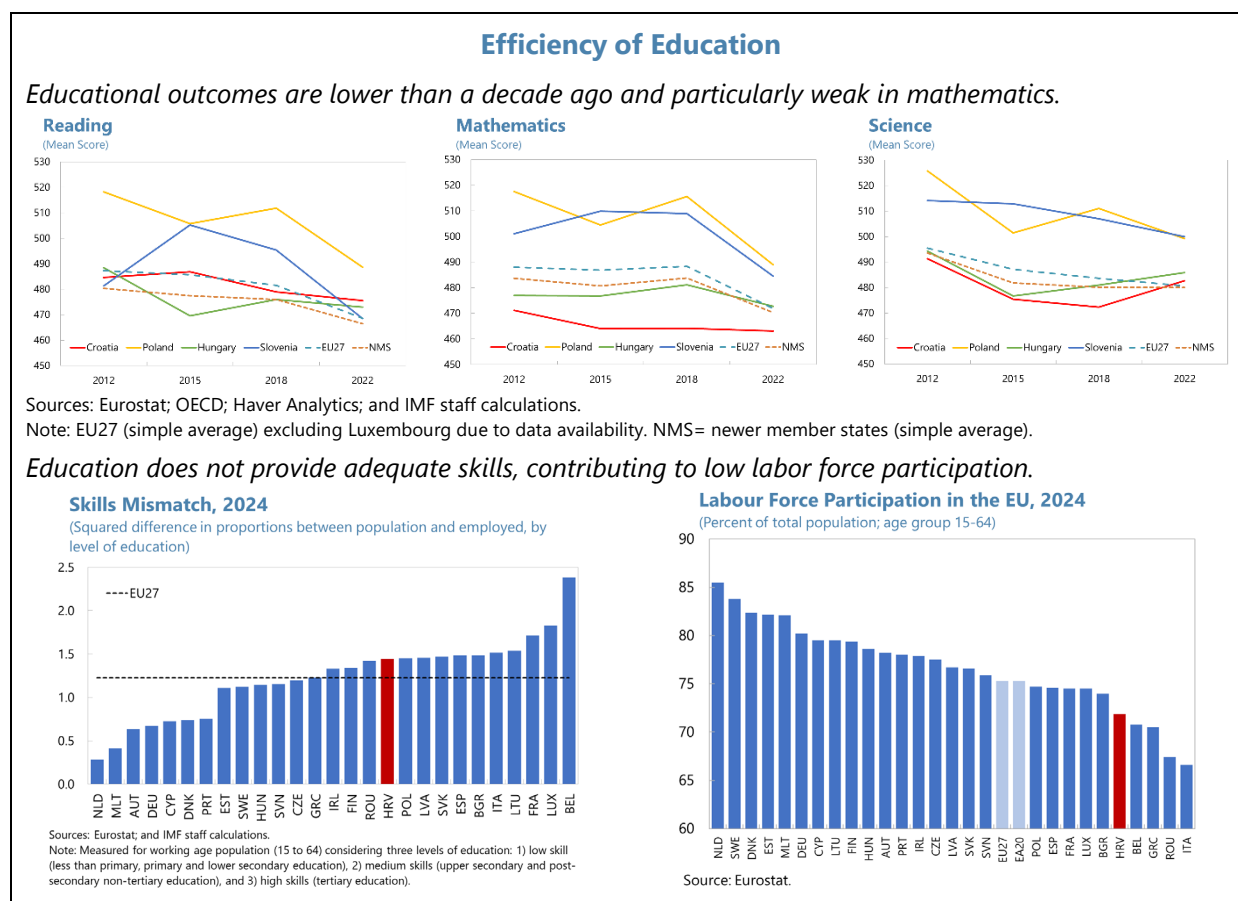 Efficiency of Education
Educational outcomes are lower than a decade ago and particularly weak in mathematics.
Reading
(Mean Score)
530
520
510
500
490
480
470
460
450
Croatia Poland Hungary Slovenia EU27 NMS
2012 2015 2018 2022
Mathematics
(Mean Score)
530
520
510
500
490
480
470
460
450
Croatia Poland Hungary Slovenia EU27 NMS
2012 2015 2018 2022
Science
(Mean Score)
530
520
510
500
490
480
470
460
450
Croatia Poland Hungary Slovenia EU27 NMS
2012 2015 2018 2022
Sources: Eurostat; OECD; Haver Analytics; and IMF staff calculations.
Note: EU27 (simple average) excluding Luxembourg due to data availability. NMS= newer member states (simple average).
Education does not provide adequate skills, contributing to low labor force participation.
Skills Mismatch, 2024
(Squared difference in proportions between population and employed, by
level of education)
2.5
2.0
1.5
1.0
0.5
0.0
EU27
NLD MLT AUT DEU CYP DNK PRT EST SWE HUN SVN CZE GRC IRL FIN ROU HRV POL LVA SVK ESP BGR ITA LTU FRA LUX BEL
Sources: Eurostat; and IMF staff calculations.
Note: Measured for working age population (15 to 64) considering three levels of education: 1) low skill
(less than primary, primary and lower secondary education), 2) medium skills (upper secondary and post-
secondary non-tertiary education), and 3) high skills (tertiary education).
Labour Force Participation in the EU, 2024
(Percent of total population; age group 15-64)
90
85
80
75
70
65
60
NLD SWE DNK EST MLT DEU CYP LTU FIN HUN AUT PRT IRL CZE LVA SVK SVN EU27 EA20 POL ESP FRA LUX BGR HRV BEL GRC ROU ITA
Source: Eurostat.